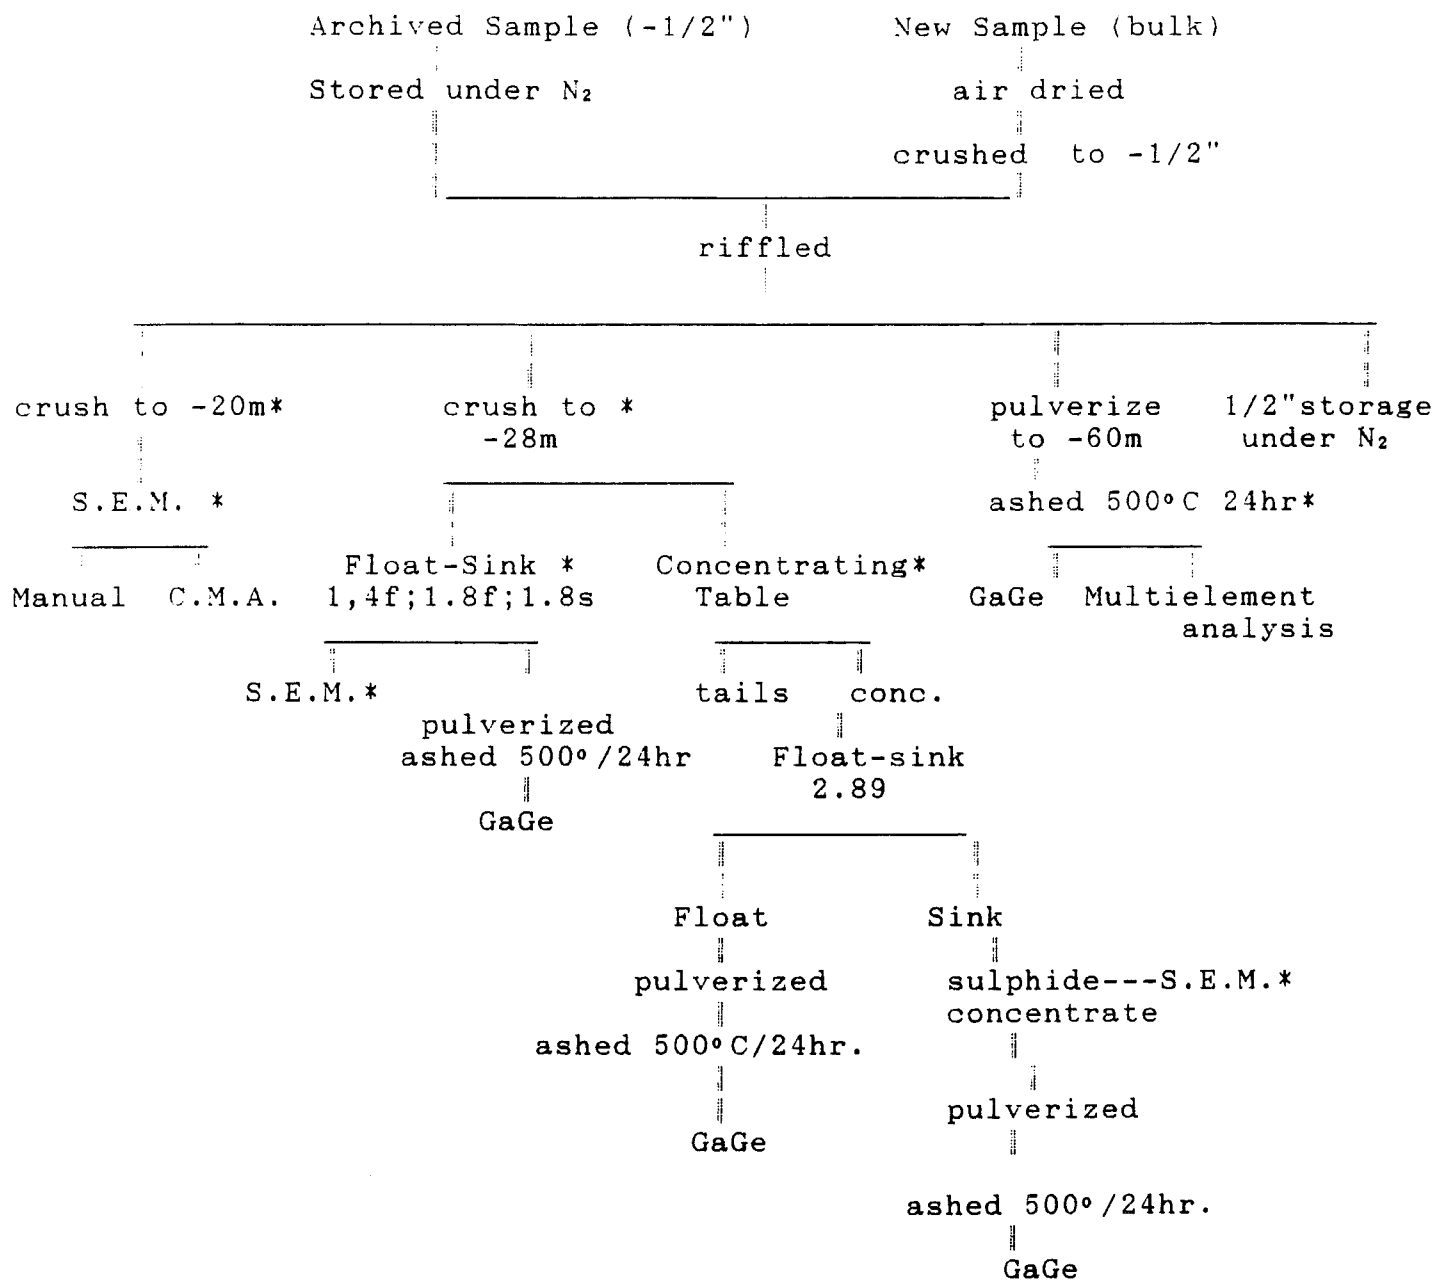 Archived Sample (-1/2") New Sample (bulk)
Stored under N₂ air dried
crushed to -1/2"
riffled
crush to -20m* crush to * pulverize 1/2"storage
-28m to -60m under N₂
S.E.M. * ashed 500°C 24hr*
Float-Sink * Concentrating*
Manual C.M.A. 1,4f;1.8f;1.8s Table GaGe Multielement
analysis
S.E.M.* tails conc.
pulverized
ashed 500°/24hr Float-sink
2.89
GaGe
Float Sink
pulverized sulphide---S.E.M.*
concentrate
ashed 500°C/24hr.
pulverized
GaGe
ashed 500°/24hr.
GaGe